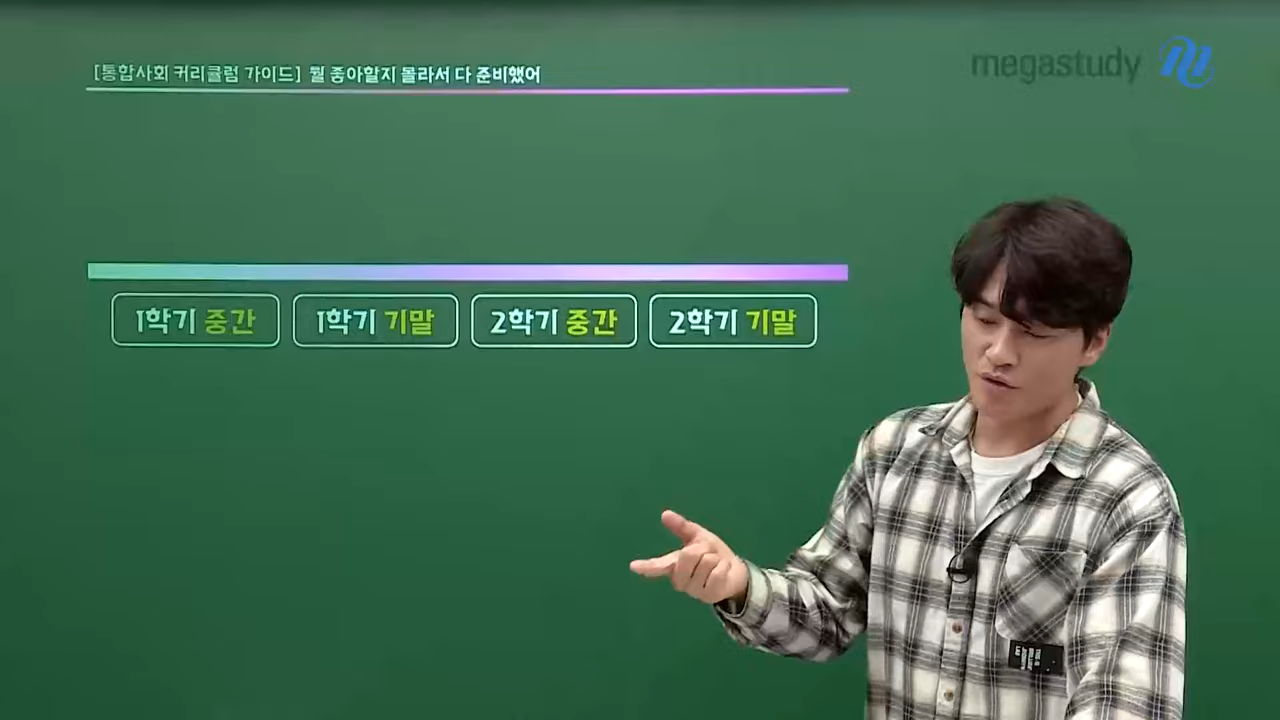 [통합사회 커리큘럼 가이드] 뭘 좋아할지 몰라서 다 준비했어
megastudy
1학기 중간
1학기 기말
2학기 중간
2학기 기말